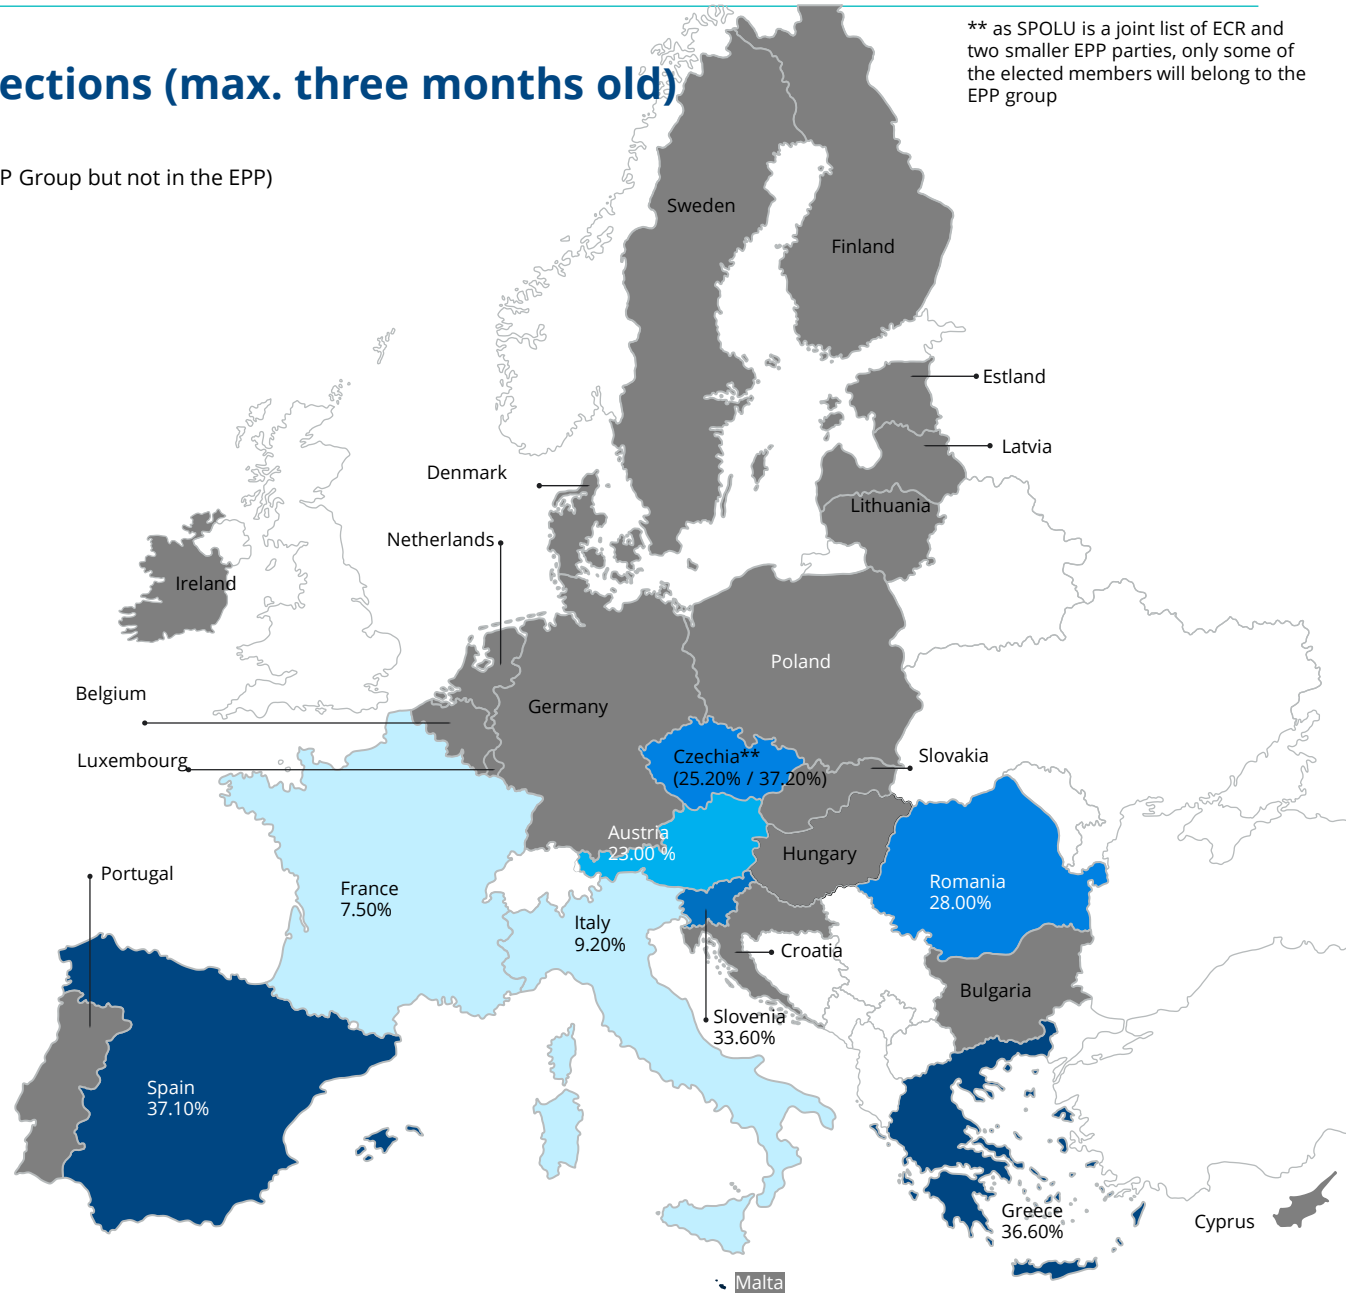 ** as SPOLU is a joint list of ECR and
two smaller EPP parties, only some of
the elected members will belong to the
EPP group
ections (max. three months old)
P Group but not in the EPP)
Sweden
Finland
Estland
Latvia
Denmark
Lithuania
Netherlands
Ireland
Poland
Belgium
Germany
Czechia**
(25.20% / 37.20%)
Slovakia
Luxembourg
Austria
23.00 %
Hungary
Portugal
France
7.50%
Romania
28.00%
Italy
9.20%
Croatia
Bulgaria
Slovenia
33.60%
Spain
37.10%
Greece
36.60%
Cyprus
Malta